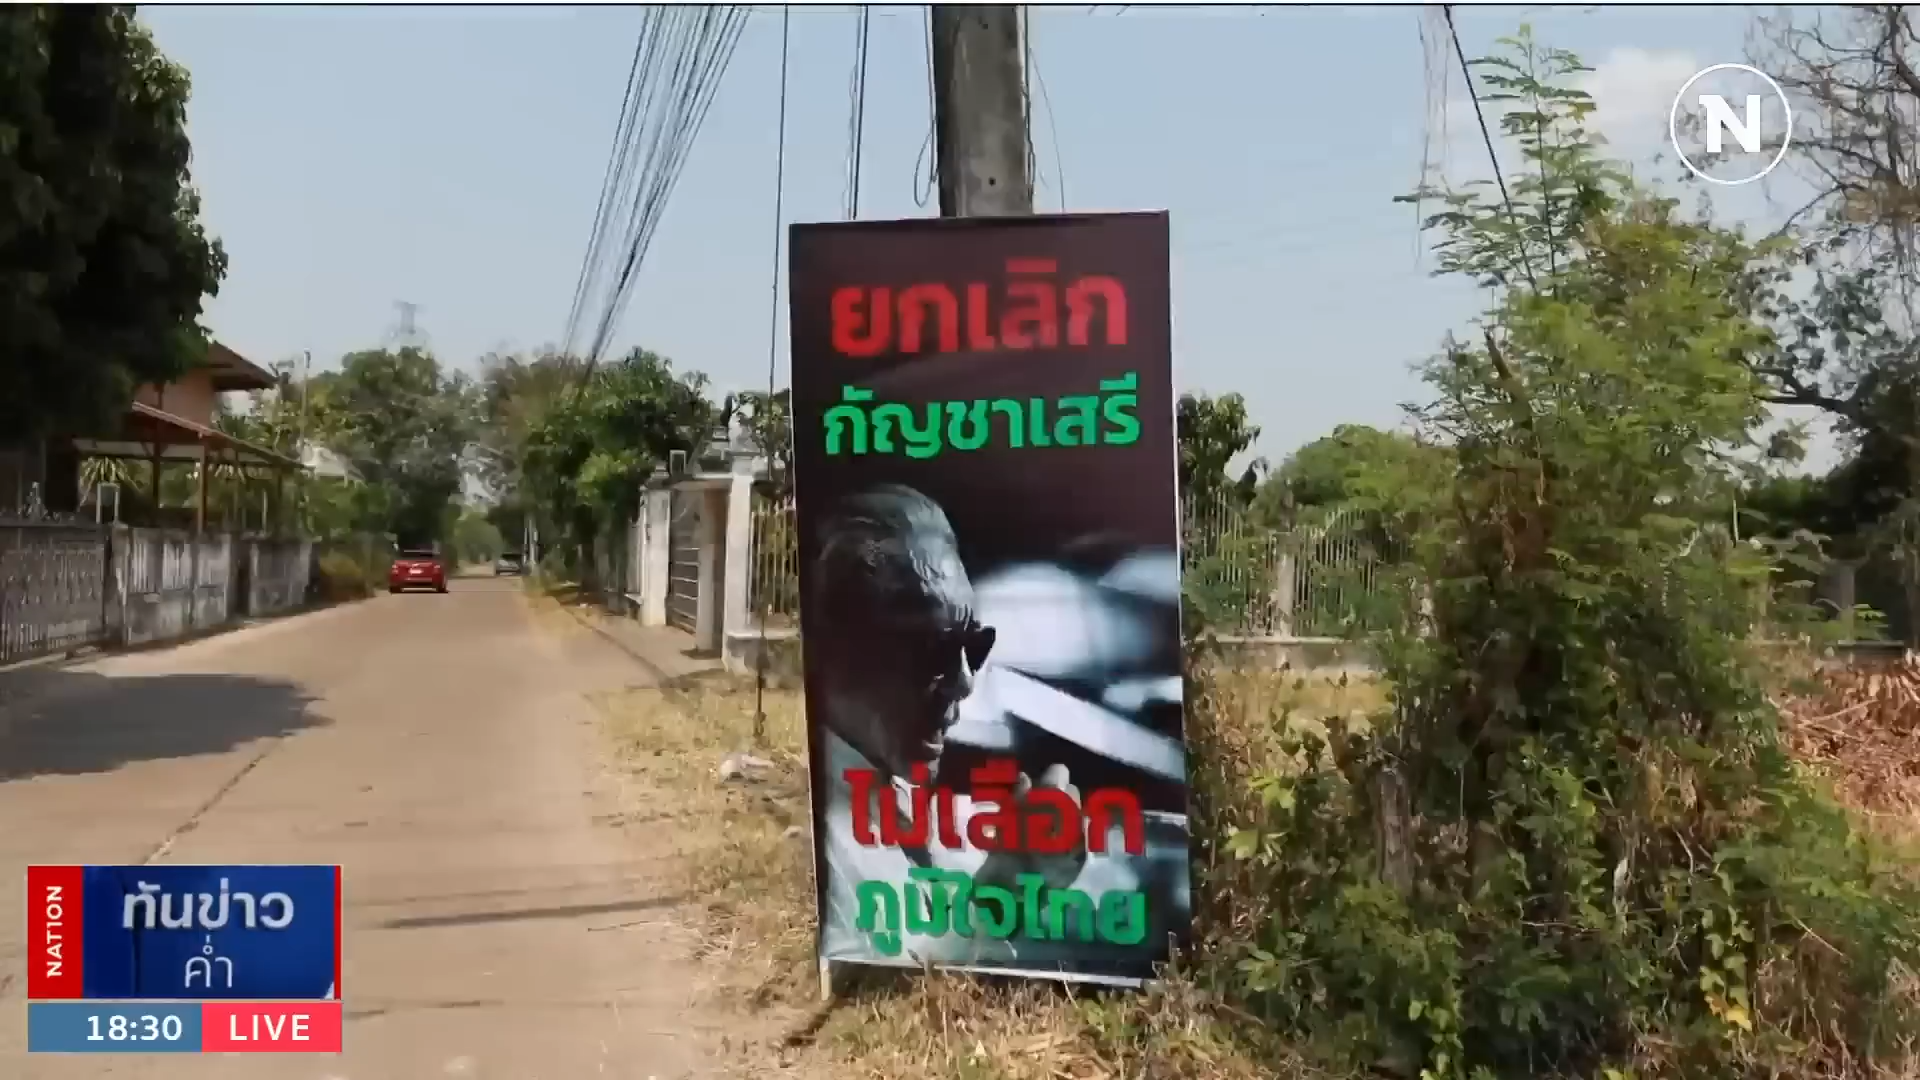 N
ยกเลิก
กัญชาเสรี
ไม่เลือก
ภูมิใจไทย
NATION
ทันข่าว
ค่ำ
18:30 LIVE